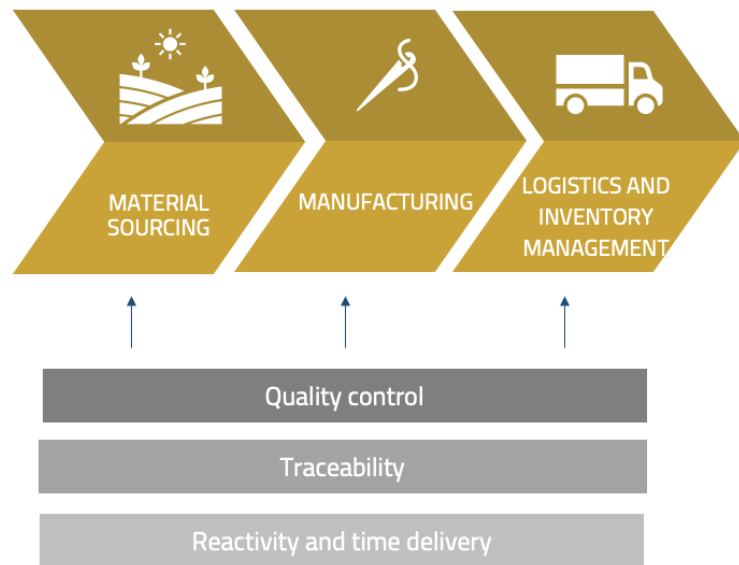 MATERIAL
SOURCING
MANUFACTURING
LOGISTICS AND
INVENTORY
MANAGEMENT
Quality control
Traceability
Reactivity and time delivery